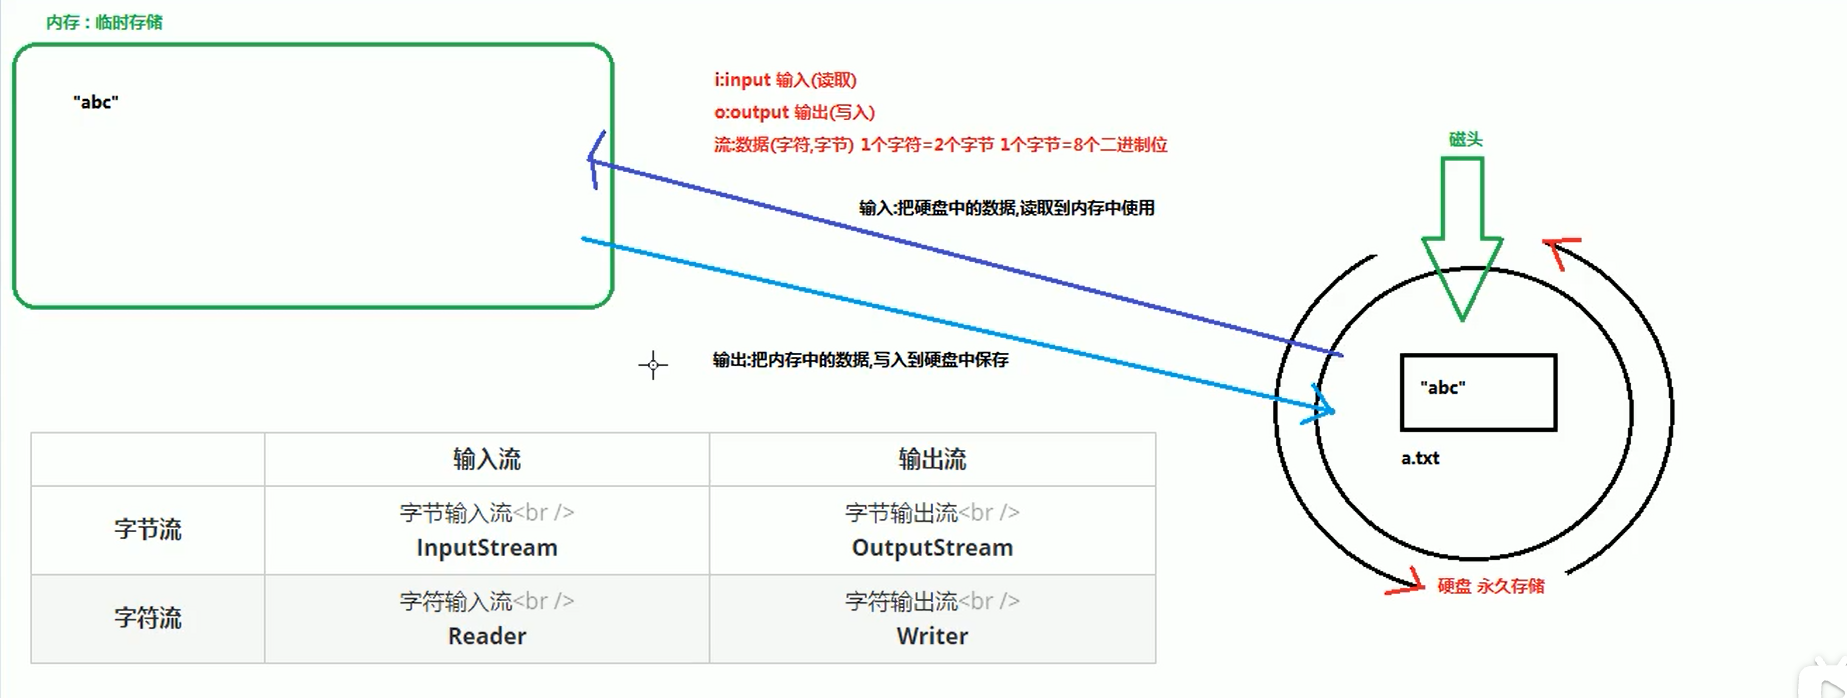 内存：临时存储
"abc"
i:input 输入(读取)
o:output 输出(写入)
流:数据(字符,字节) 1个字符=2个字节 1个字节=8个二进制位
磁头
输入:把硬盘中的数据,读取到内存中使用
输出:把内存中的数据,写入到硬盘中保存
"abc"
a.txt
硬盘 永久存储
输入流 输出流
字节流 字节输入流<br /> 字节输出流<br />
InputStream OutputStream
字符流 字符输入流<br /> 字符输出流<br />
Reader Writer